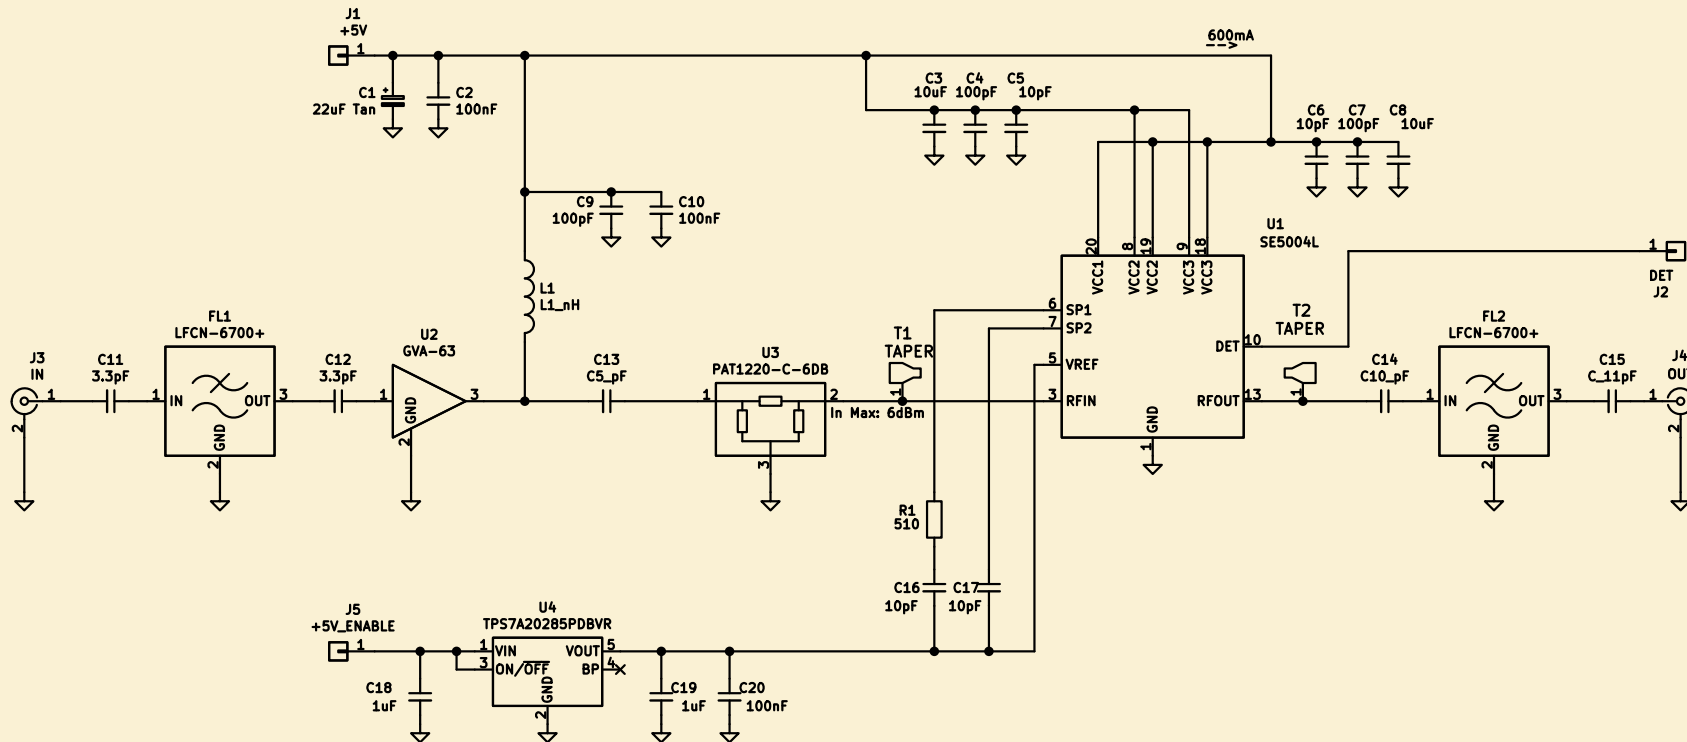 J1
+5V
1
600mA
-->
C1
22uF Tan
+
C2
100nF
C3
10uF
C4
100pF
C5
10pF
C6
10pF
C7
100pF
C8
10uF
C9
100pF
C10
100nF
L1
L1_nH
U1
SE5004L
20
8
19
9
18
VCC1
VCC2
VCC2
VCC3
VCC3
6
SP1
7
SP2
5
VREF
3
RFIN
DET
10
RFOUT
13
GND
1
1
DET
J2
T1
TAPER
1
T2
TAPER
1
J3
IN
1
2
C11
3.3pF
FL1
LFCN-6700+
1
IN
OUT
3
GND
2
C12
3.3pF
U2
GVA-63
1
GND
2
3
C13
C5_pF
U3
PAT1220-C-6DB
1
2
3
In Max: 6dBm
C14
C10_pF
FL2
LFCN-6700+
1
IN
OUT
3
GND
2
C15
C_11pF
J4
1
2
R1
510
C16
10pF
C17
10pF
J5
+5V_ENABLE
1
C18
1uF
U4
TPS7A20285PDBVR
1
VIN
3
ON/OFF
VOUT
5
BP
4
GND
2
C19
1uF
C20
100nF